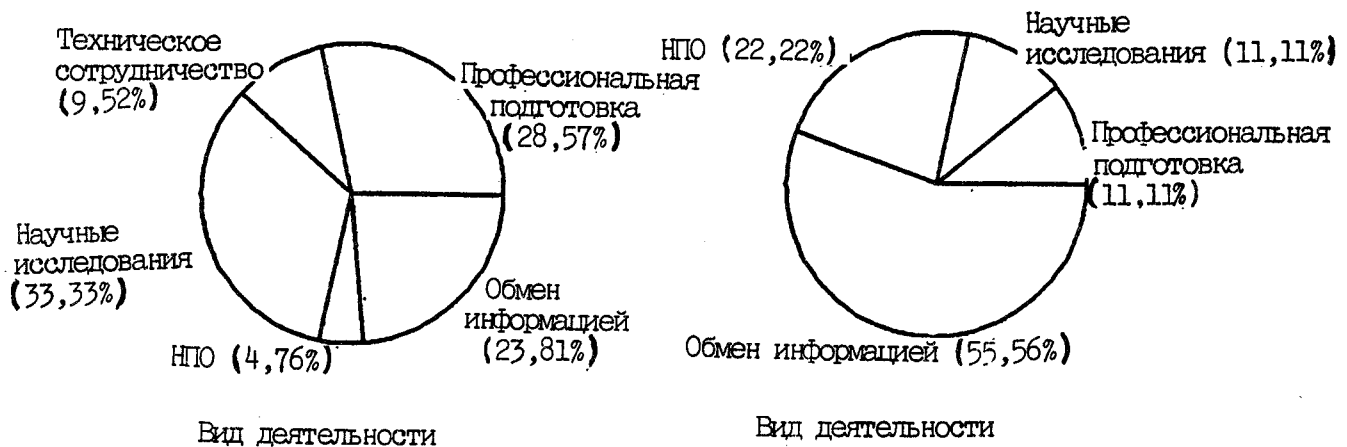 Техническое
сотрудничество
(9,52%)
Профессиональная
подготовка
(28,57%)
Научные
исследования
(33,33%)
Обмен
информацией
(23,81%)
НПО (4,76%)
Вид деятельности
НПО (22,22%)
Научные
исследования (11,11%)
Профессиональная
подготовка
(11,11%)
Обмен информацией (55,56%)
Вид деятельности